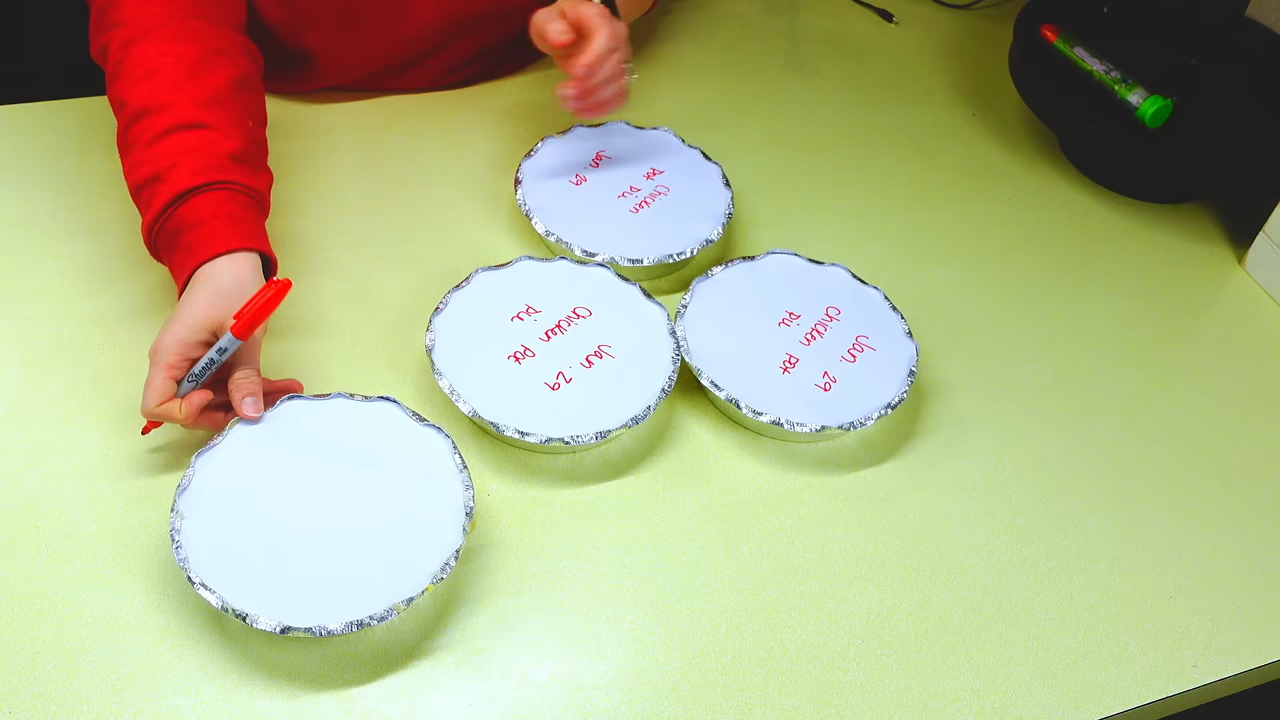 Chicken
Pot Pie
Jan. 29
Jan. 29
Chicken Pot
Pie
Jan. 29
Chicken Pot
Pie
Sharpie